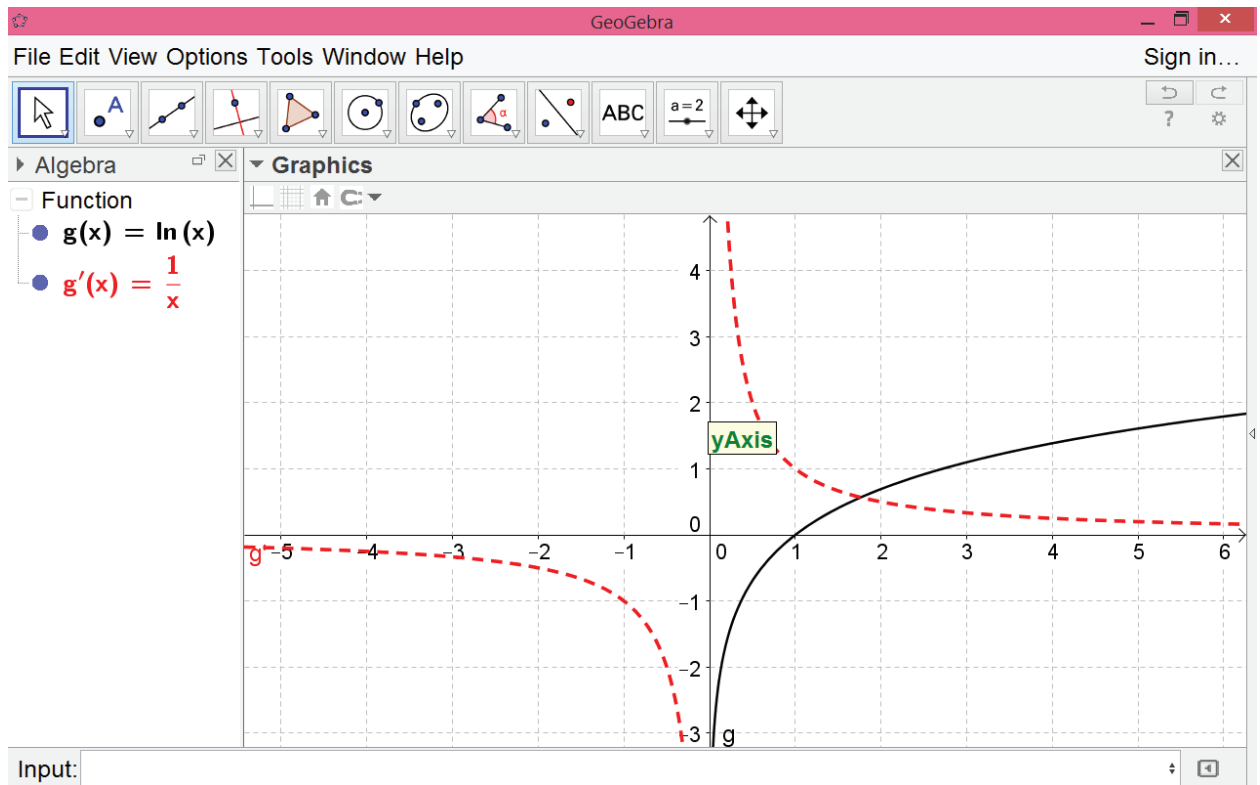 GeoGebra
File Edit View Options Tools Window Help
Sign in...
A
α
ABC
a=2
?
Algebra
Graphics
Function
g(x) = ln (x)
g′(x) = 1/x
4
3
2
yAxis
1
0
g' −5 −4 −3 −2 −1 0 1 2 3 4 5 6
−1
−2
−3 g
Input: